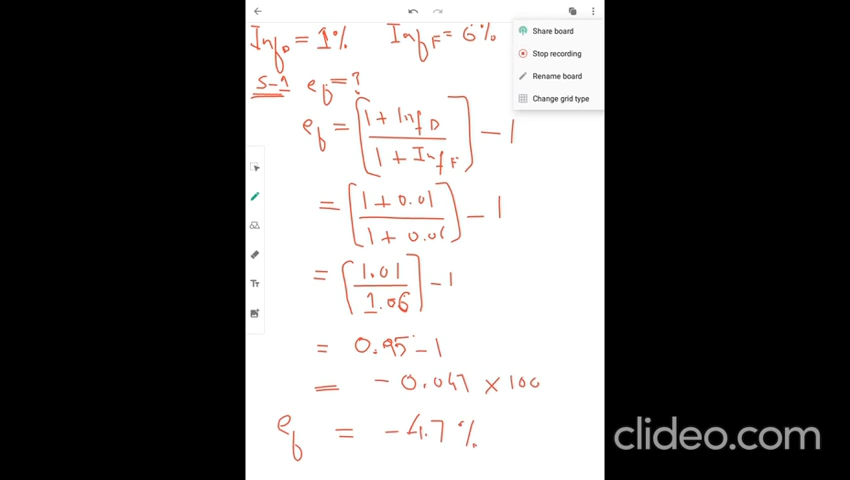 Inf_D = 1% Inf_F = 6%
S-1 e_f = ?
e_f = [1 + Inf_D / 1 + Inf_F] - 1
= [1 + 0.01 / 1 + 0.06] - 1
= [1.01 / 1.06] - 1
= 0.95 - 1
= - 0.047 × 100
e_f = - 4.7 %
Share board
Stop recording
Rename board
Change grid type
Tт
clideo.com